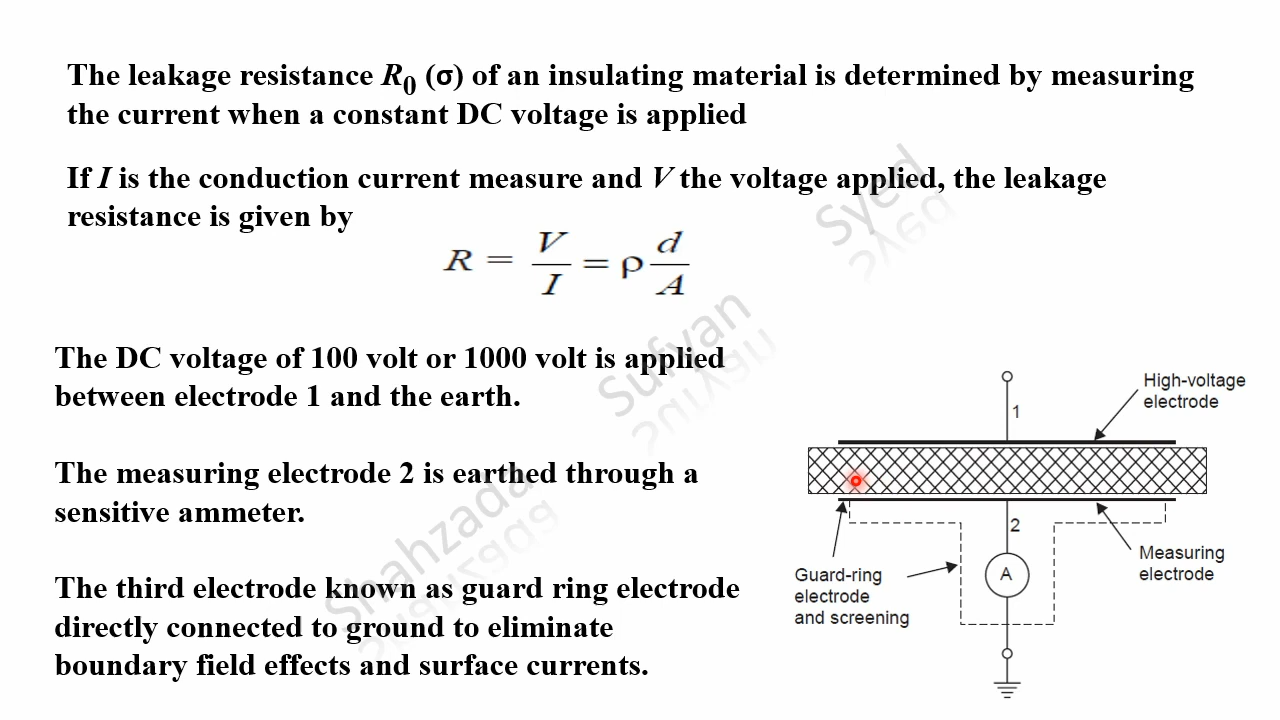 The leakage resistance R0 (σ) of an insulating material is determined by measuring
the current when a constant DC voltage is applied
If I is the conduction current measure and V the voltage applied, the leakage
resistance is given by
R = V/I = ρ d/A
The DC voltage of 100 volt or 1000 volt is applied
between electrode 1 and the earth.
The measuring electrode 2 is earthed through a
sensitive ammeter.
The third electrode known as guard ring electrode
directly connected to ground to eliminate
boundary field effects and surface currents.
High-voltage
electrode
1
2
A
Measuring
electrode
Guard-ring
electrode
and screening
Shahzada Sufyan Syed